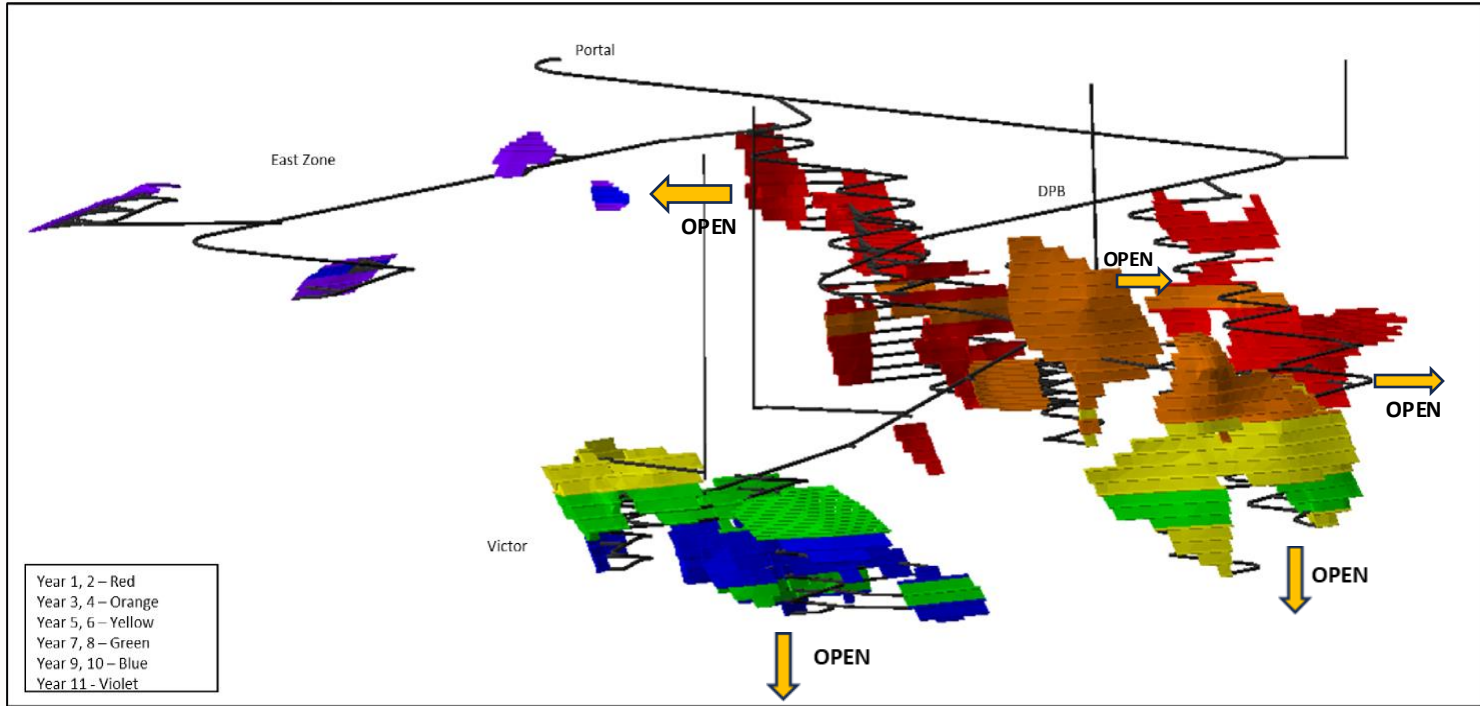 Portal
East Zone
DPB
OPEN
OPEN
OPEN
Victor
OPEN
OPEN
Year 1, 2 – Red
Year 3, 4 – Orange
Year 5, 6 – Yellow
Year 7, 8 – Green
Year 9, 10 – Blue
Year 11 - Violet